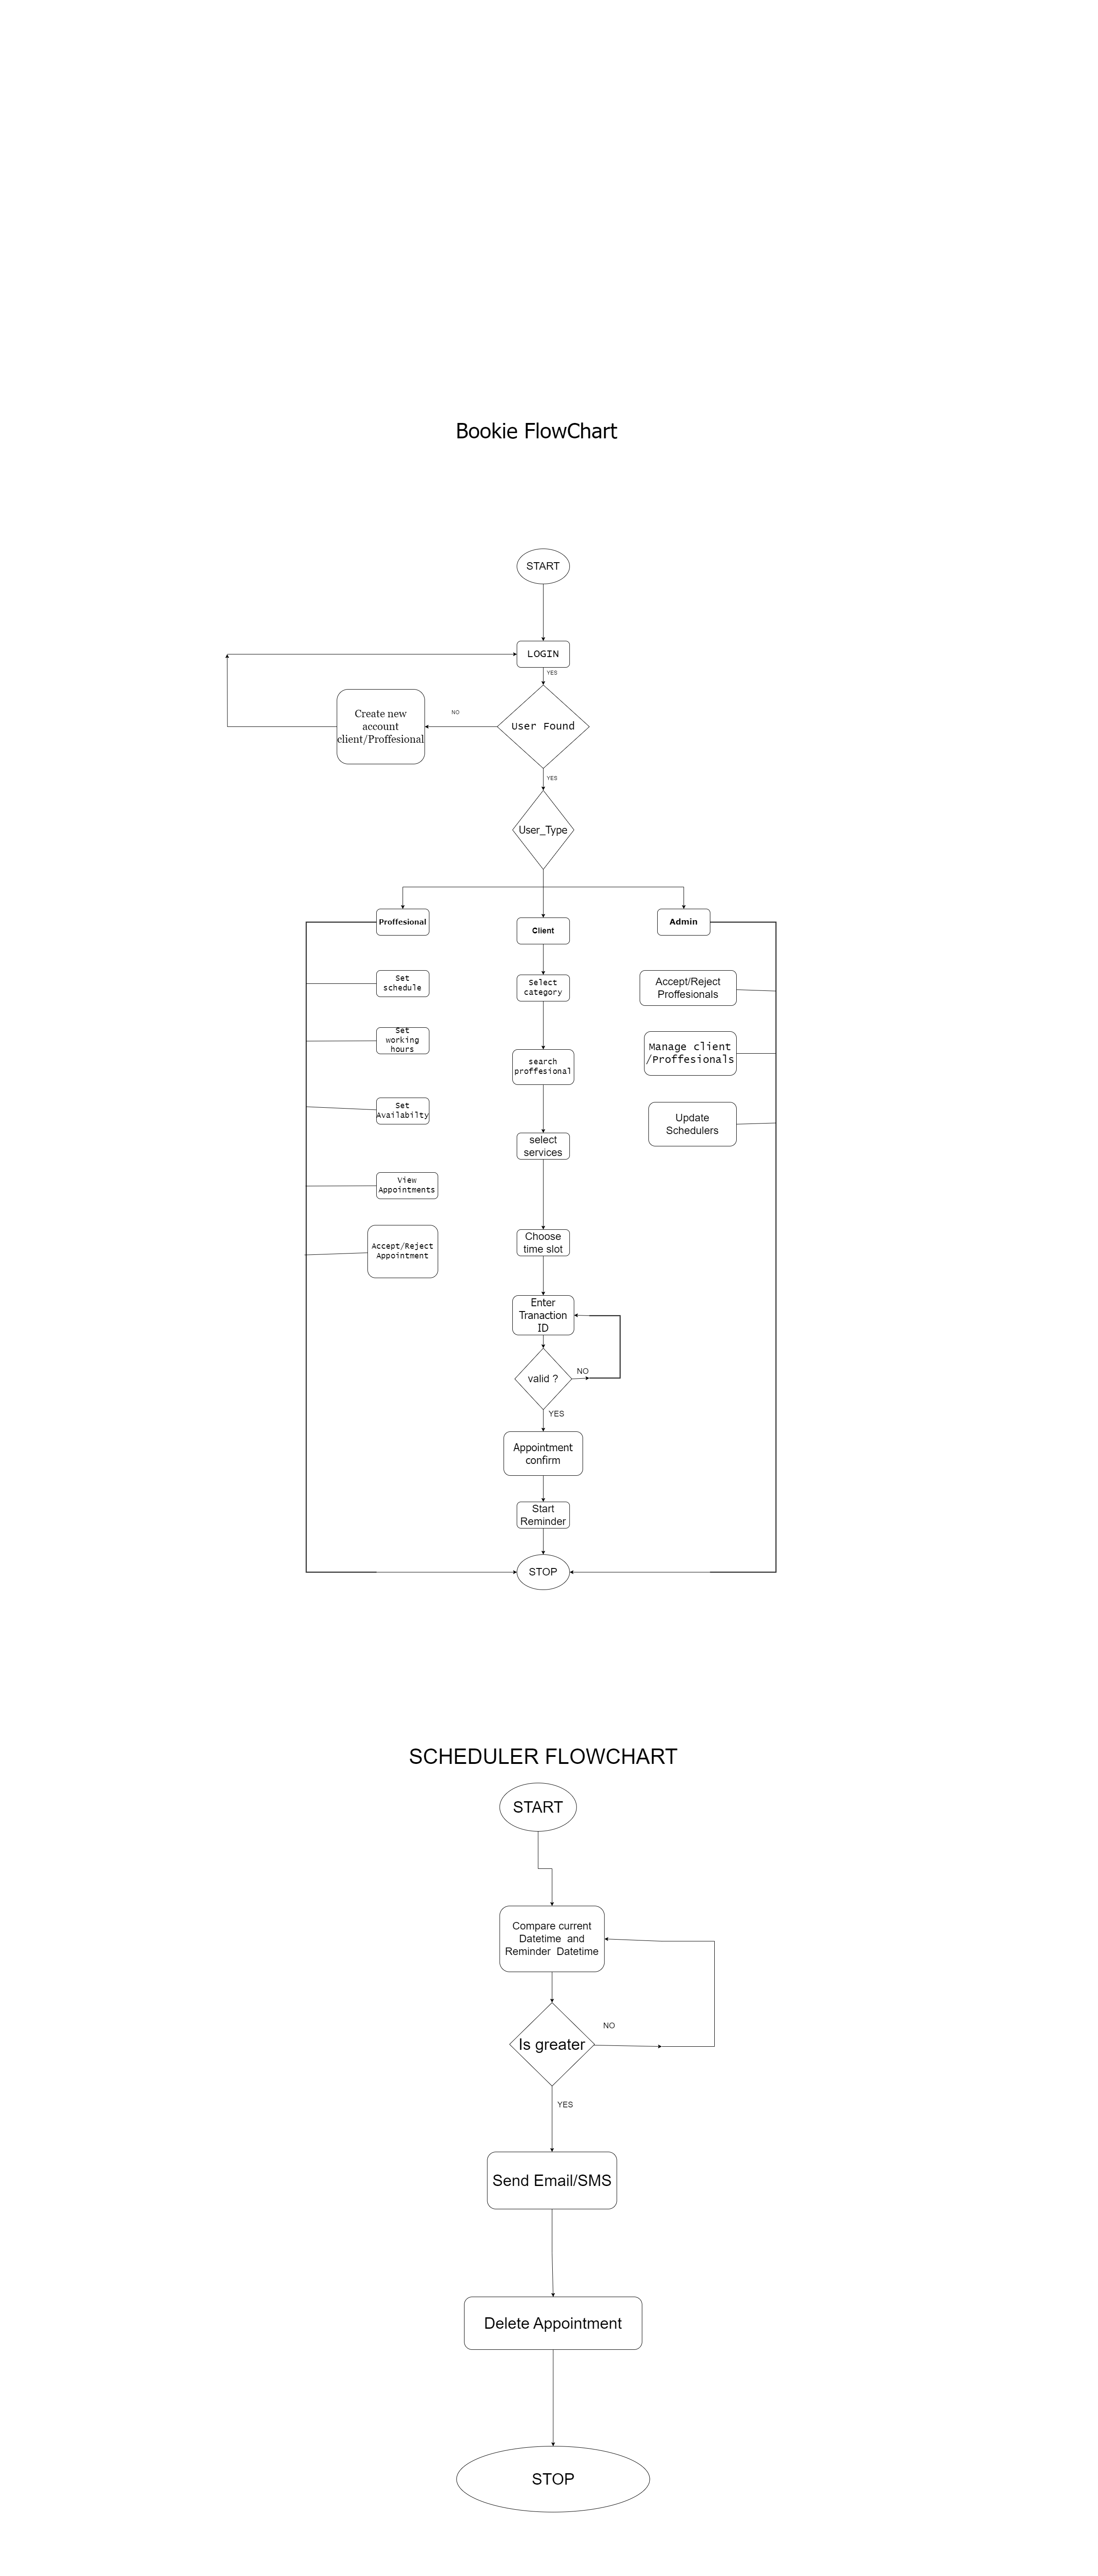 Bookie FlowChart
START
LOGIN
YES
Create new
account
client/Proffesional
NO
User Found
YES
User_Type
Proffesional
Client
Admin
Set
schedule
Set
working
hours
Set
Availabilty
View
Appointments
Accept/Reject
Appointment
Select
category
search
proffesional
select
services
Choose
time slot
Enter
Tranaction
ID
valid ?
NO
YES
Appointment
confirm
Start
Reminder
STOP
Accept/Reject
Proffesionals
Manage client
/Proffesionals
Update
Schedulers
SCHEDULER FLOWCHART
START
Compare current
Datetime and
Reminder Datetime
Is greater
NO
YES
Send Email/SMS
Delete Appointment
STOP